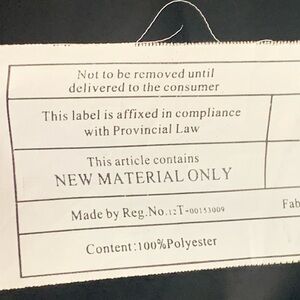 Not to be removed until
delivered to the consumer
This label is affixed in compliance
with Provincial Law
This article contains
NEW MATERIAL ONLY
Made by Reg.No.12T-00153009
Fab
Content:100%Polyester